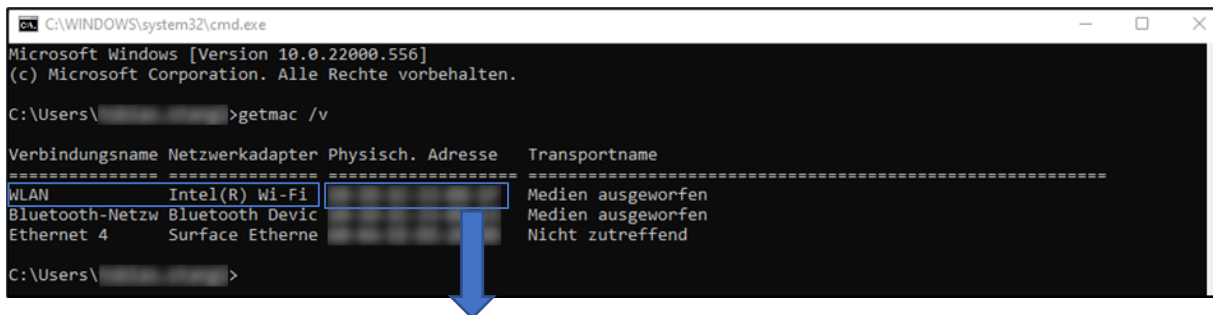 C:\WINDOWS\system32\cmd.exe
Microsoft Windows [Version 10.0.22000.556]
(c) Microsoft Corporation. Alle Rechte vorbehalten.
C:\Users\ >getmac /v
Verbindungsname Netzwerkadapter Physisch. Adresse Transportname
=============== =============== =================== ==========================================================
WLAN Intel(R) Wi-Fi Medien ausgeworfen
Bluetooth-Netzw Bluetooth Devic Medien ausgeworfen
Ethernet 4 Surface Etherne Nicht zutreffend
C:\Users\ >